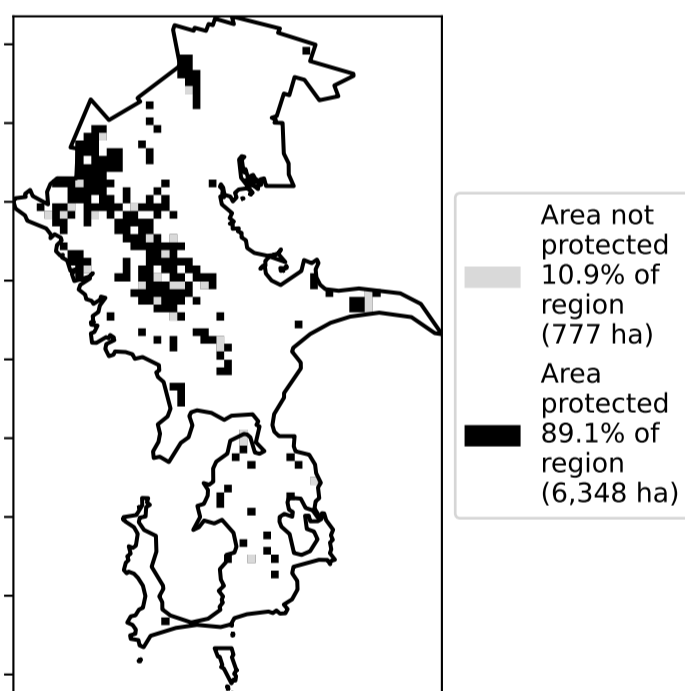 Area not
protected
10.9% of
region
(777 ha)
Area
protected
89.1% of
region
(6,348 ha)